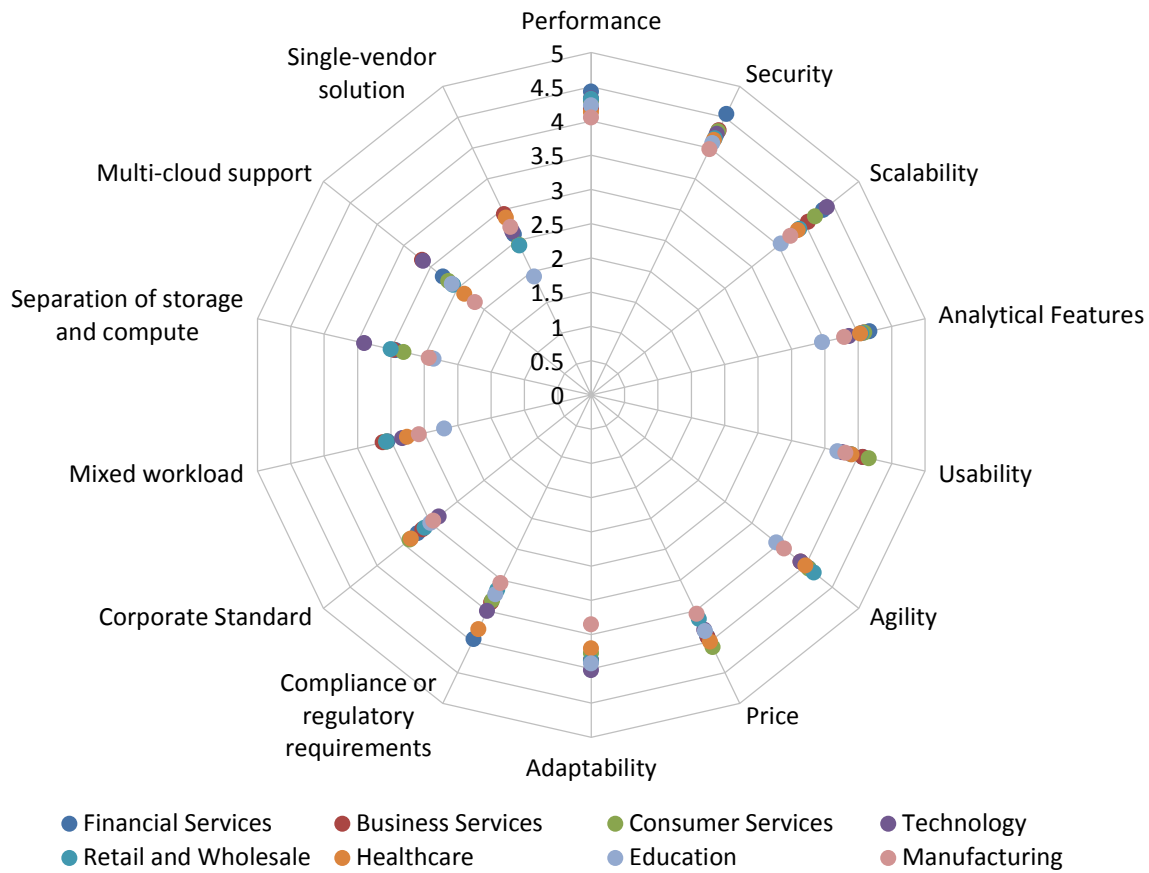 Performance
Single-vendor
solution
Security
Multi-cloud support
Scalability
Separation of storage
and compute
Analytical Features
Mixed workload
Usability
Corporate Standard
Agility
Compliance or
regulatory
requirements
Price
Adaptability
5
4.5
4
3.5
3
2.5
2
1.5
1
0.5
0
Financial Services
Business Services
Consumer Services
Technology
Retail and Wholesale
Healthcare
Education
Manufacturing